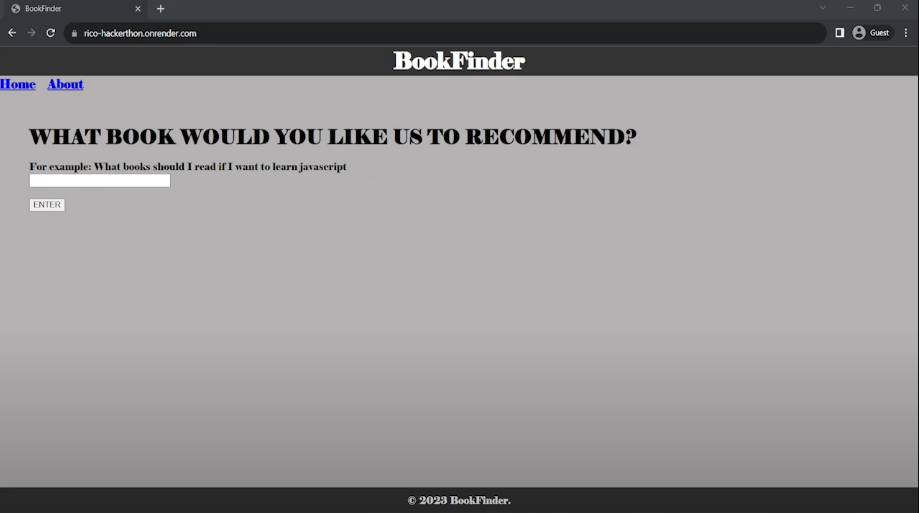 BookFinder
rico-hackerthon.onrender.com
Guest
BookFinder
Home About
WHAT BOOK WOULD YOU LIKE US TO RECOMMEND?
For example: What books should I read if I want to learn javascript
ENTER
© 2023 BookFinder.